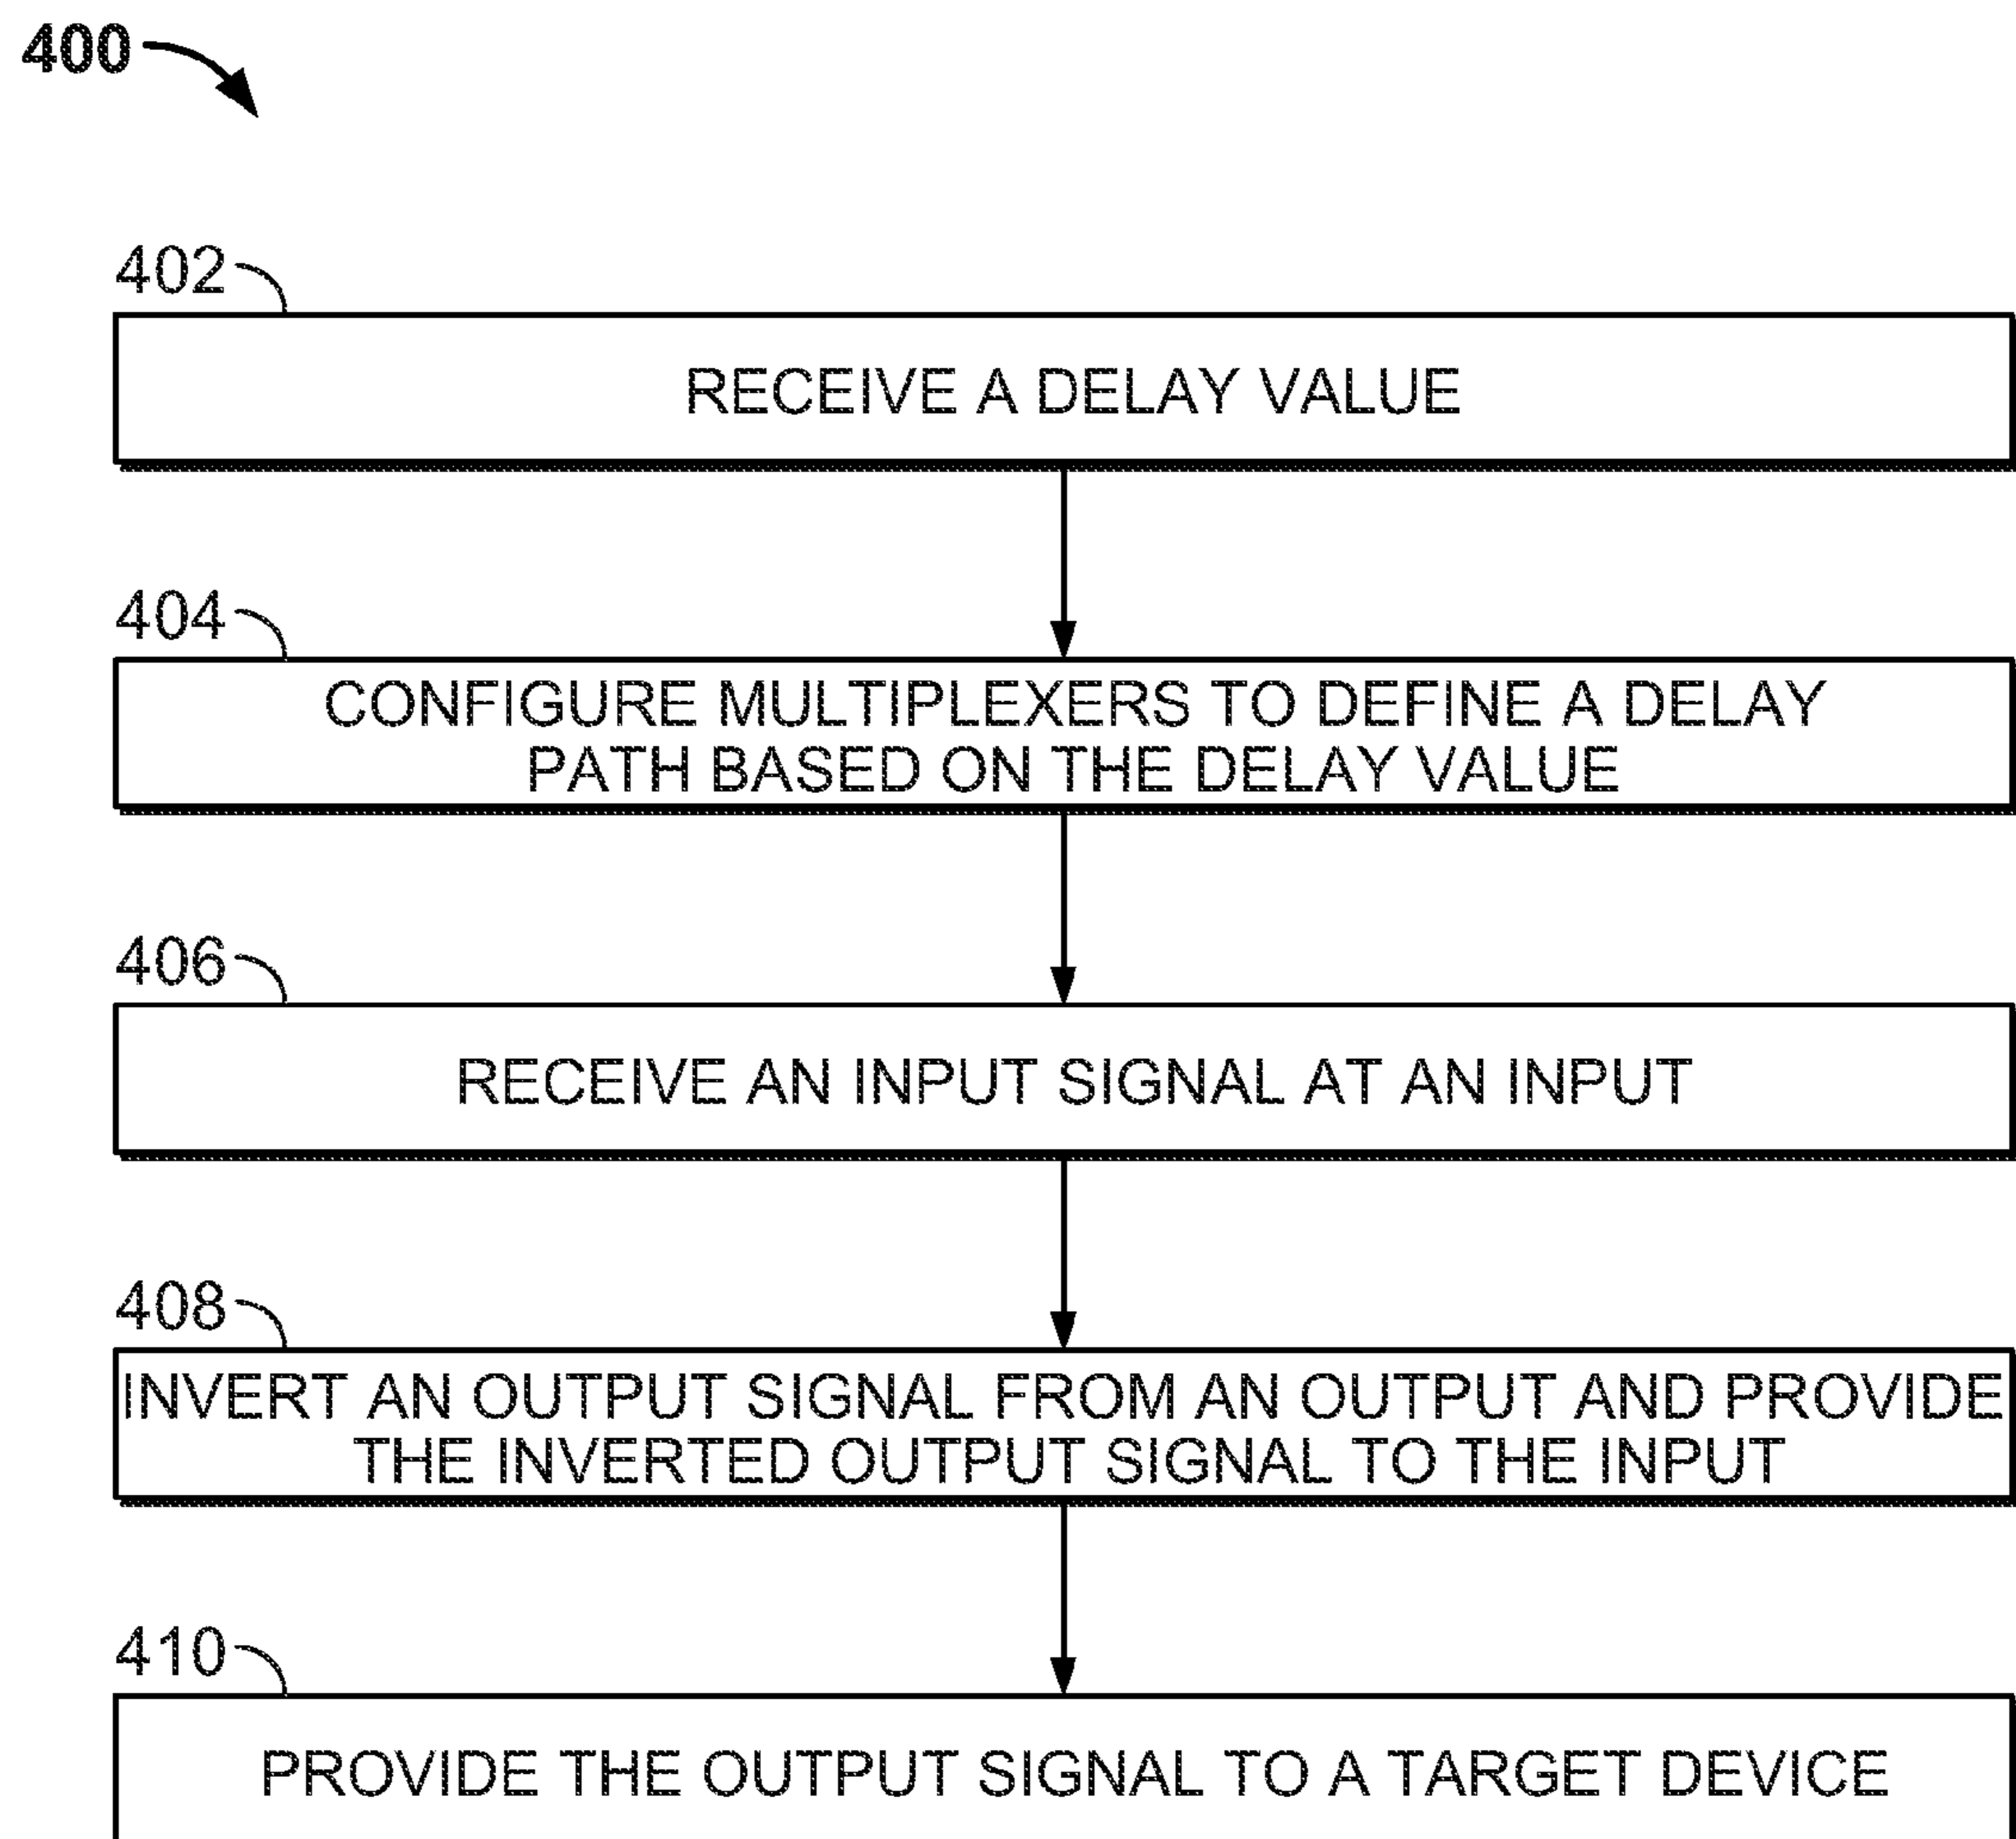 400
402
RECEIVE A DELAY VALUE
404
CONFIGURE MULTIPLEXERS TO DEFINE A DELAY
PATH BASED ON THE DELAY VALUE
406
RECEIVE AN INPUT SIGNAL AT AN INPUT
408
INVERT AN OUTPUT SIGNAL FROM AN OUTPUT AND PROVIDE
THE INVERTED OUTPUT SIGNAL TO THE INPUT
410
PROVIDE THE OUTPUT SIGNAL TO A TARGET DEVICE